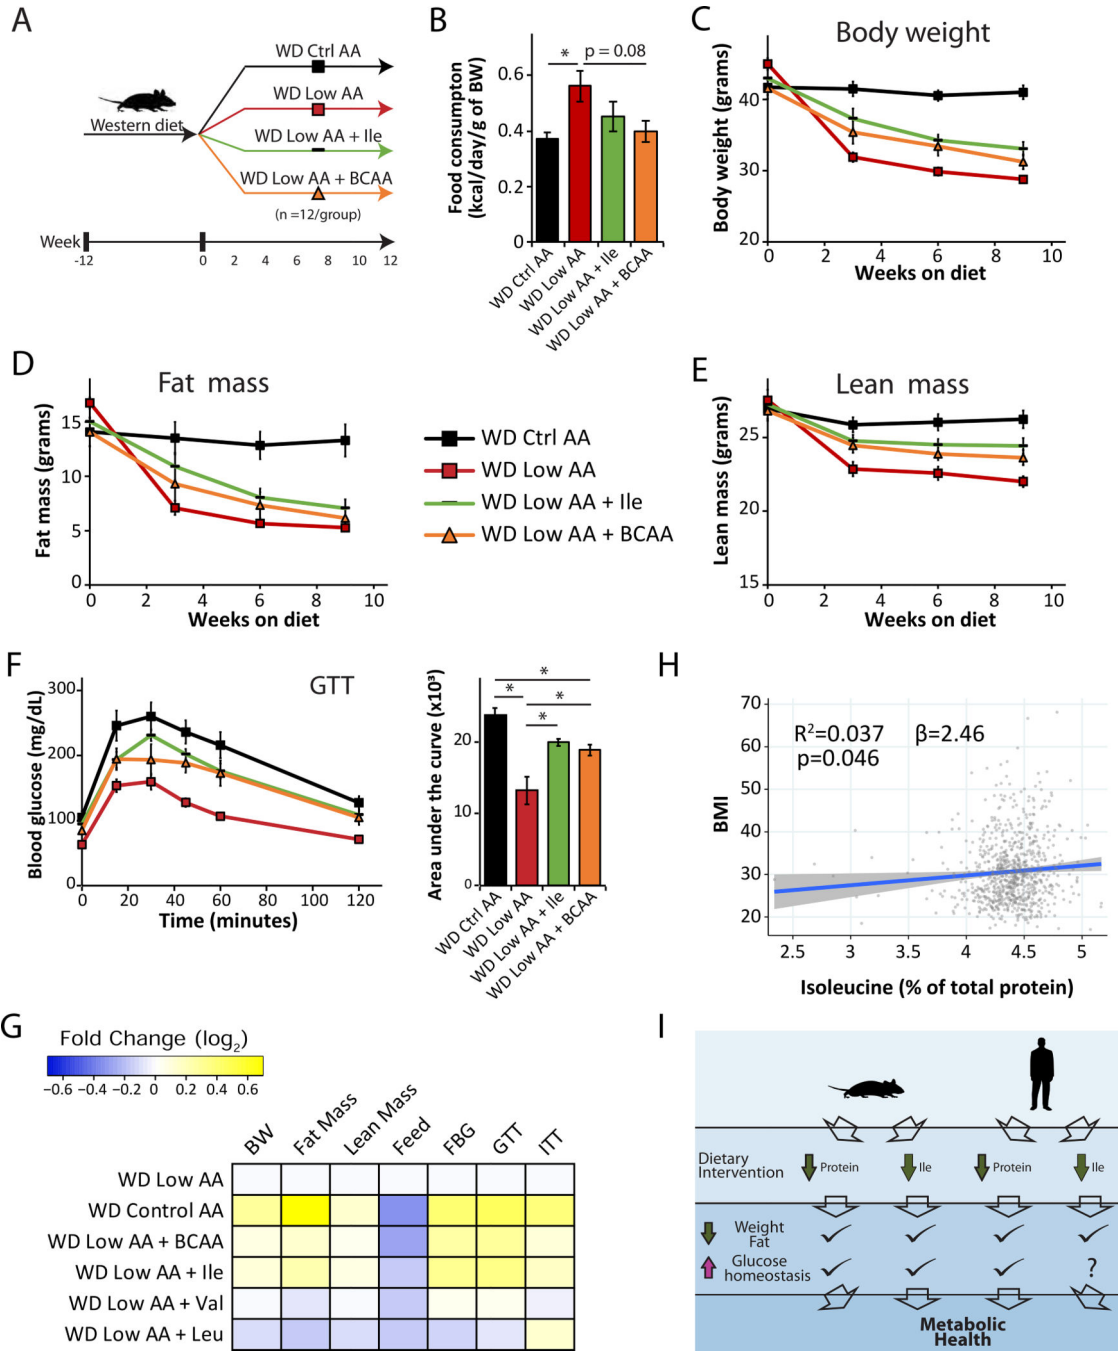 A
WD Ctrl AA
WD Low AA
Western diet
WD Low AA + Ile
WD Low AA + BCAA
(n =12/group)
Week
-12 0 2 4 6 8 10 12
B
* p = 0.08
Food consumption
(kcal/day/g of BW)
0.6
0.4
0.2
0
WD Ctrl AA
WD Low AA
WD Low AA + Ile
WD Low AA + BCAA
C
Body weight
Body weight (grams)
40
30
20
0 2 4 6 8 10
Weeks on diet
D
Fat mass
Fat mass (grams)
15
10
5
0
0 2 4 6 8 10
Weeks on diet
WD Ctrl AA
WD Low AA
WD Low AA + Ile
WD Low AA + BCAA
E
Lean mass
Lean mass (grams)
25
20
15
0 2 4 6 8 10
Weeks on diet
F
GTT
Blood glucose (mg/dL)
300
200
100
0
0 20 40 60 80 100 120
Time (minutes)
Area under the curve (x10³)
*
* *
*
20
10
0
WD Ctrl AA
WD Low AA
WD Low AA + Ile
WD Low AA + BCAA
H
R²=0.037 β=2.46
p=0.046
BMI
70
60
50
40
30
20
2.5 3 3.5 4 4.5 5
Isoleucine (% of total protein)
G
Fold Change (log₂)
−0.6 −0.4 −0.2 0 0.2 0.4 0.6
BW Fat Mass Lean Mass Feed FBG GTT ITT
WD Low AA
WD Control AA
WD Low AA + BCAA
WD Low AA + Ile
WD Low AA + Val
WD Low AA + Leu
I
Dietary
Intervention
Protein Ile Protein Ile
Weight
Fat
Glucose
homeostasis
?
Metabolic
Health